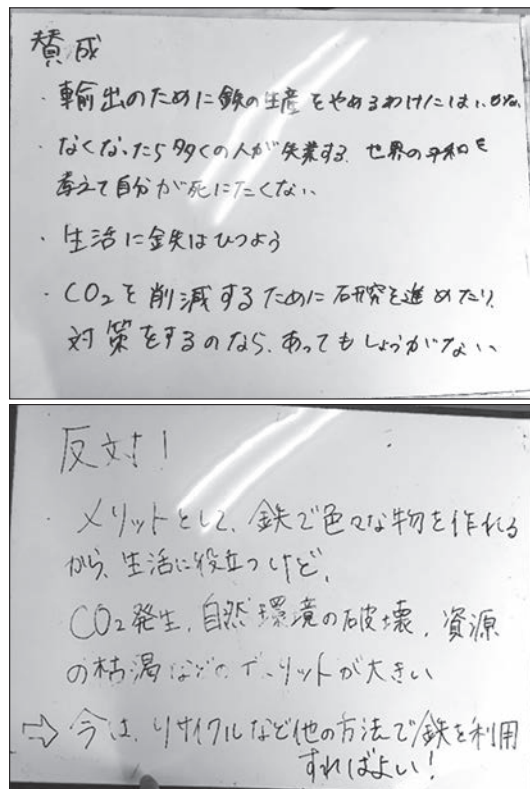 賛成
・輸出のために鉄の生産をやめるわけにはいかない
・なくなったら多くの人が失業する、世界の平和を
考えて自分が死にたくない、
・生活に鉄はひつよう
・CO₂を削減するために研究を進めたり、
対策をするのなら、あってもしょうがない、
反対!
・メリットとして、鉄で色々な物を作れる
から、生活に役立つけど、
CO₂発生、自然環境の破壊、資源
の枯渇などのデメリットが大きい
⇨今は、リサイクルなど他の方法で鉄を利用
すればよい!